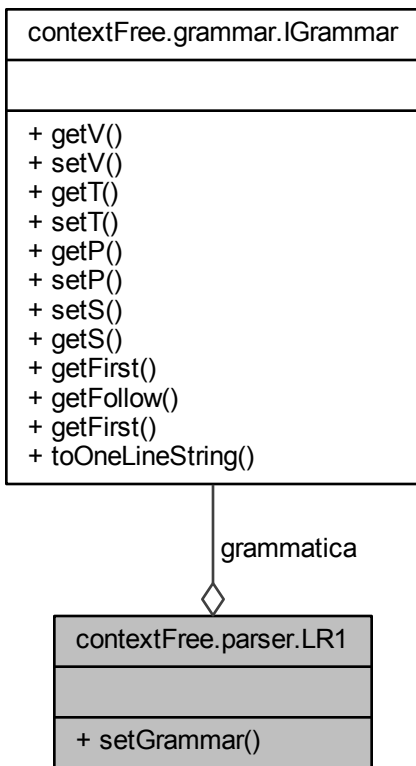 contextFree.grammar.IGrammar
+ getV()
+ setV()
+ getT()
+ setT()
+ getP()
+ setP()
+ setS()
+ getS()
+ getFirst()
+ getFollow()
+ getFirst()
+ toOneLineString()
grammatica
contextFree.parser.LR1
+ setGrammar()